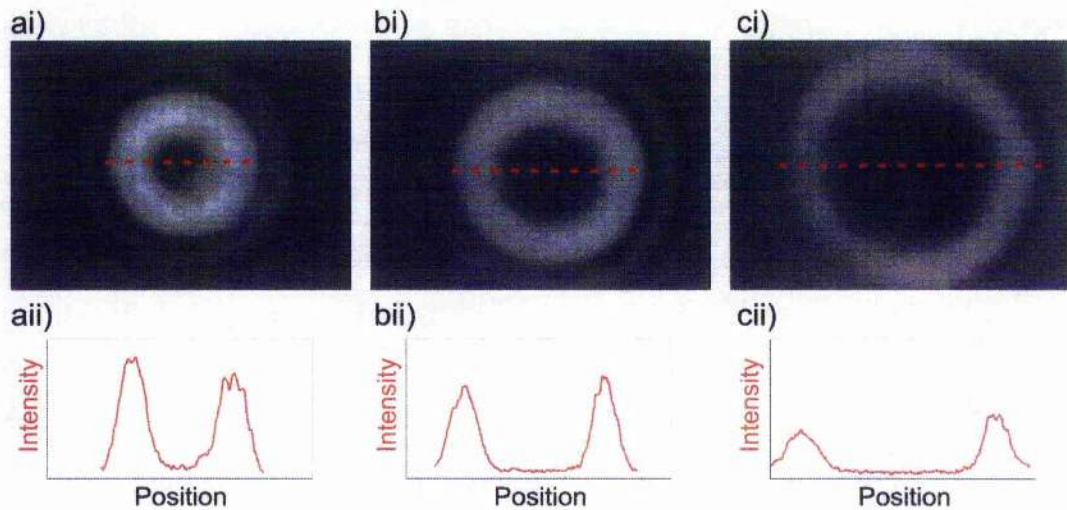 ai)
bi)
ci)
aii)
bii)
cii)
Intensity
Intensity
Intensity
Position
Position
Position